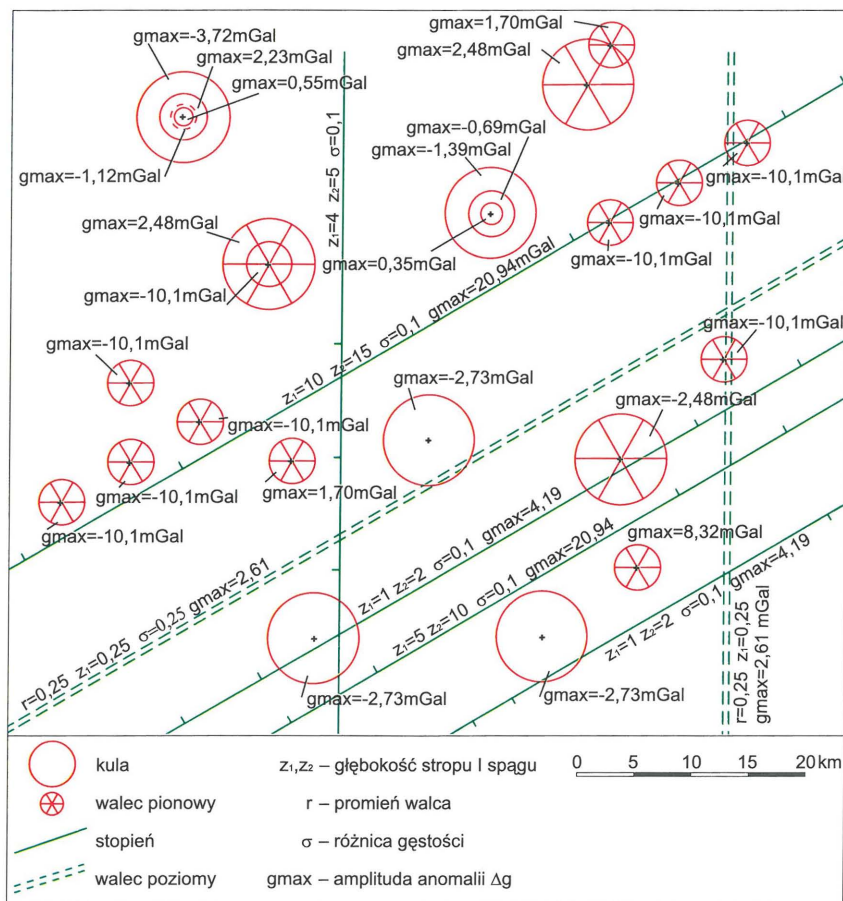 gmax=-3,72mGal
gmax=2,23mGal
gmax=0,55mGal
gmax=-1,12mGal
gmax=1,70mGal
gmax=2,48mGal
z₁=4 z₂=5 σ=0,1
gmax=-0,69mGal
gmax=-1,39mGal
gmax=0,35mGal
gmax=-10,1mGal
gmax=-10,1mGal
gmax=-10,1mGal
gmax=2,48mGal
gmax=-10,1mGal
z₁=10 z₂=15 σ=0,1 gmax=20,94mGal
gmax=-10,1mGal
gmax=-10,1mGal
gmax=-10,1mGal
gmax=-10,1mGal
gmax=1,70mGal
gmax=-2,73mGal
gmax=-10,1mGal
gmax=-2,48mGal
r=0,25 z₁=0,25 σ=0,25 gmax=2,61
z₁=1 z₂=2 σ=0,1 gmax=4,19
z₁=5 z₂=10 σ=0,1 gmax=20,94
gmax=8,32mGal
z₁=1 z₂=2 σ=0,1 gmax=4,19
gmax=-2,73mGal
gmax=-2,73mGal
r=0,25 z₁=0,25
gmax=2,61 mGal
kula
walec pionowy
stopień
walec poziomy
z₁,z₂ – głębokość stropu I spągu
r – promień walca
σ – różnica gęstości
gmax – amplituda anomalii Δg
0 5 10 15 20 km